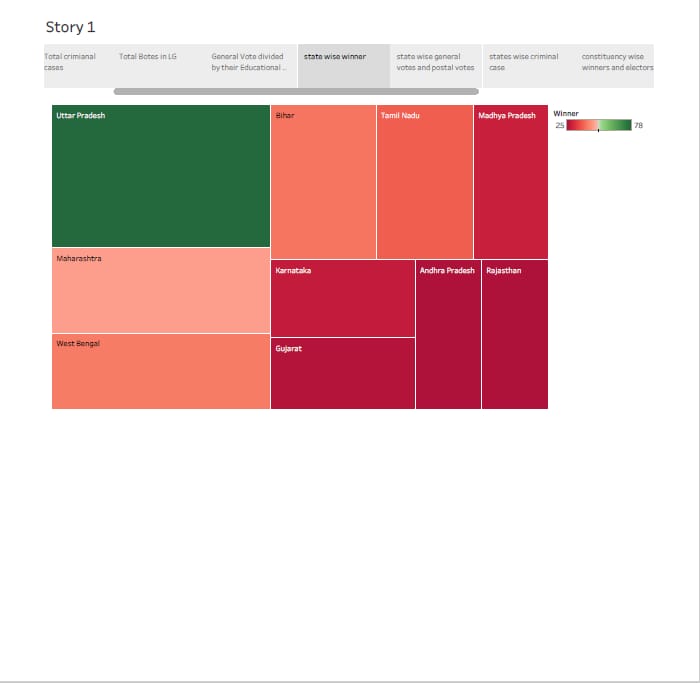 Story 1
Total crimianal
cases
Total Botes in LG
General Vote divided
by their Educational ..
state wise winner
state wise general
votes and postal votes
states wise criminal
case
constituency wise
winners and electors
Uttar Pradesh
Bihar
Tamil Nadu
Madhya Pradesh
Winner
25
78
Maharashtra
Karnataka
Andhra Pradesh
Rajasthan
West Bengal
Gujarat